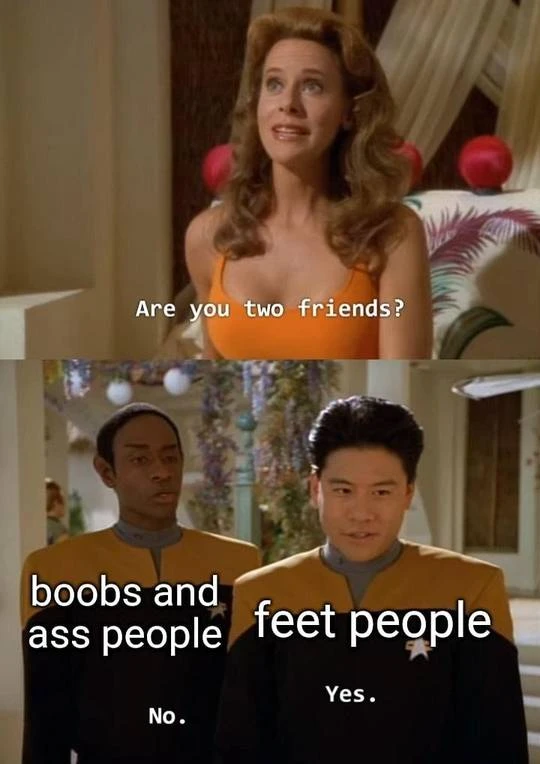 Are you two friends?
boobs and
ass people
feet people
Yes.
No.